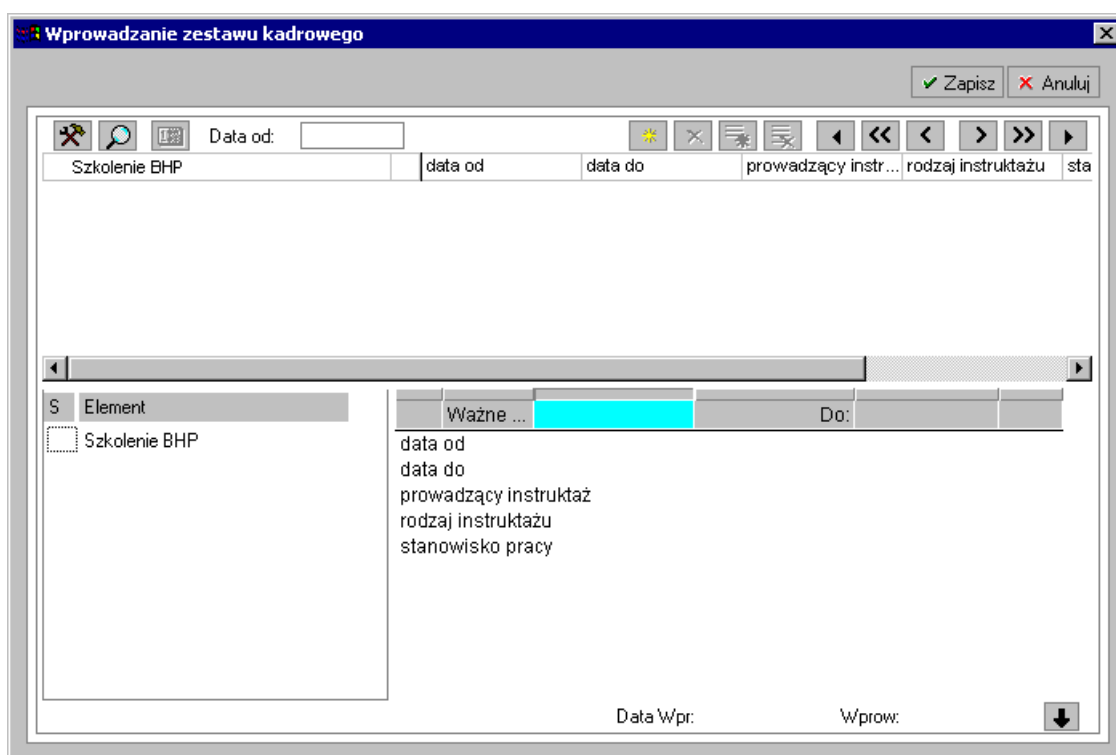 Wprowadzanie zestawu kadrowego
Zapisz Anuluj
Data od:
Szkolenie BHP data od data do prowadzący instr... rodzaj instruktażu sta
S Element
Ważne ... Do:
Szkolenie BHP
data od
data do
prowadzący instruktaż
rodzaj instruktażu
stanowisko pracy
Data Wpr: Wprow: